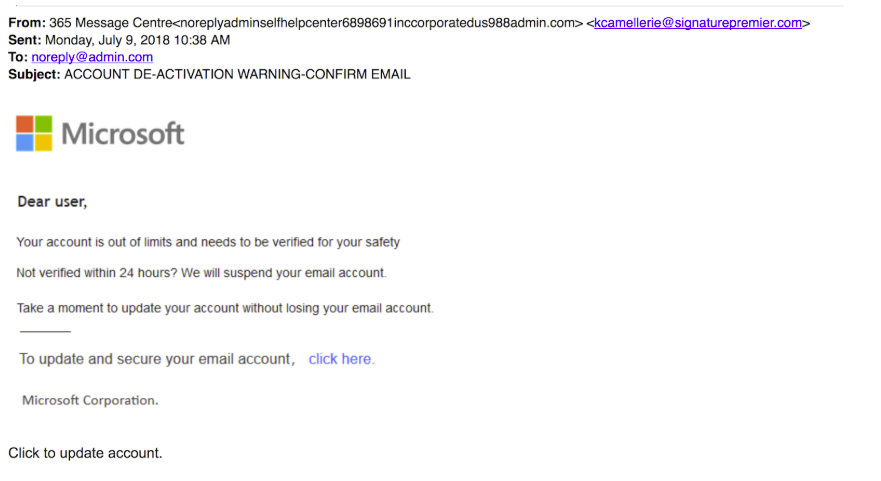 From: 365 Message Centre<noreplyadminselfhelpcenter6898691inccorporatedus988admin.com> <kcamellerie@signaturepremier.com>
Sent: Monday, July 9, 2018 10:38 AM
To: noreply@admin.com
Subject: ACCOUNT DE-ACTIVATION WARNING-CONFIRM EMAIL
Microsoft
Dear user,
Your account is out of limits and needs to be verified for your safety
Not verified within 24 hours? We will suspend your email account.
Take a moment to update your account without losing your email account.
To update and secure your email account, click here.
Microsoft Corporation.
Click to update account.